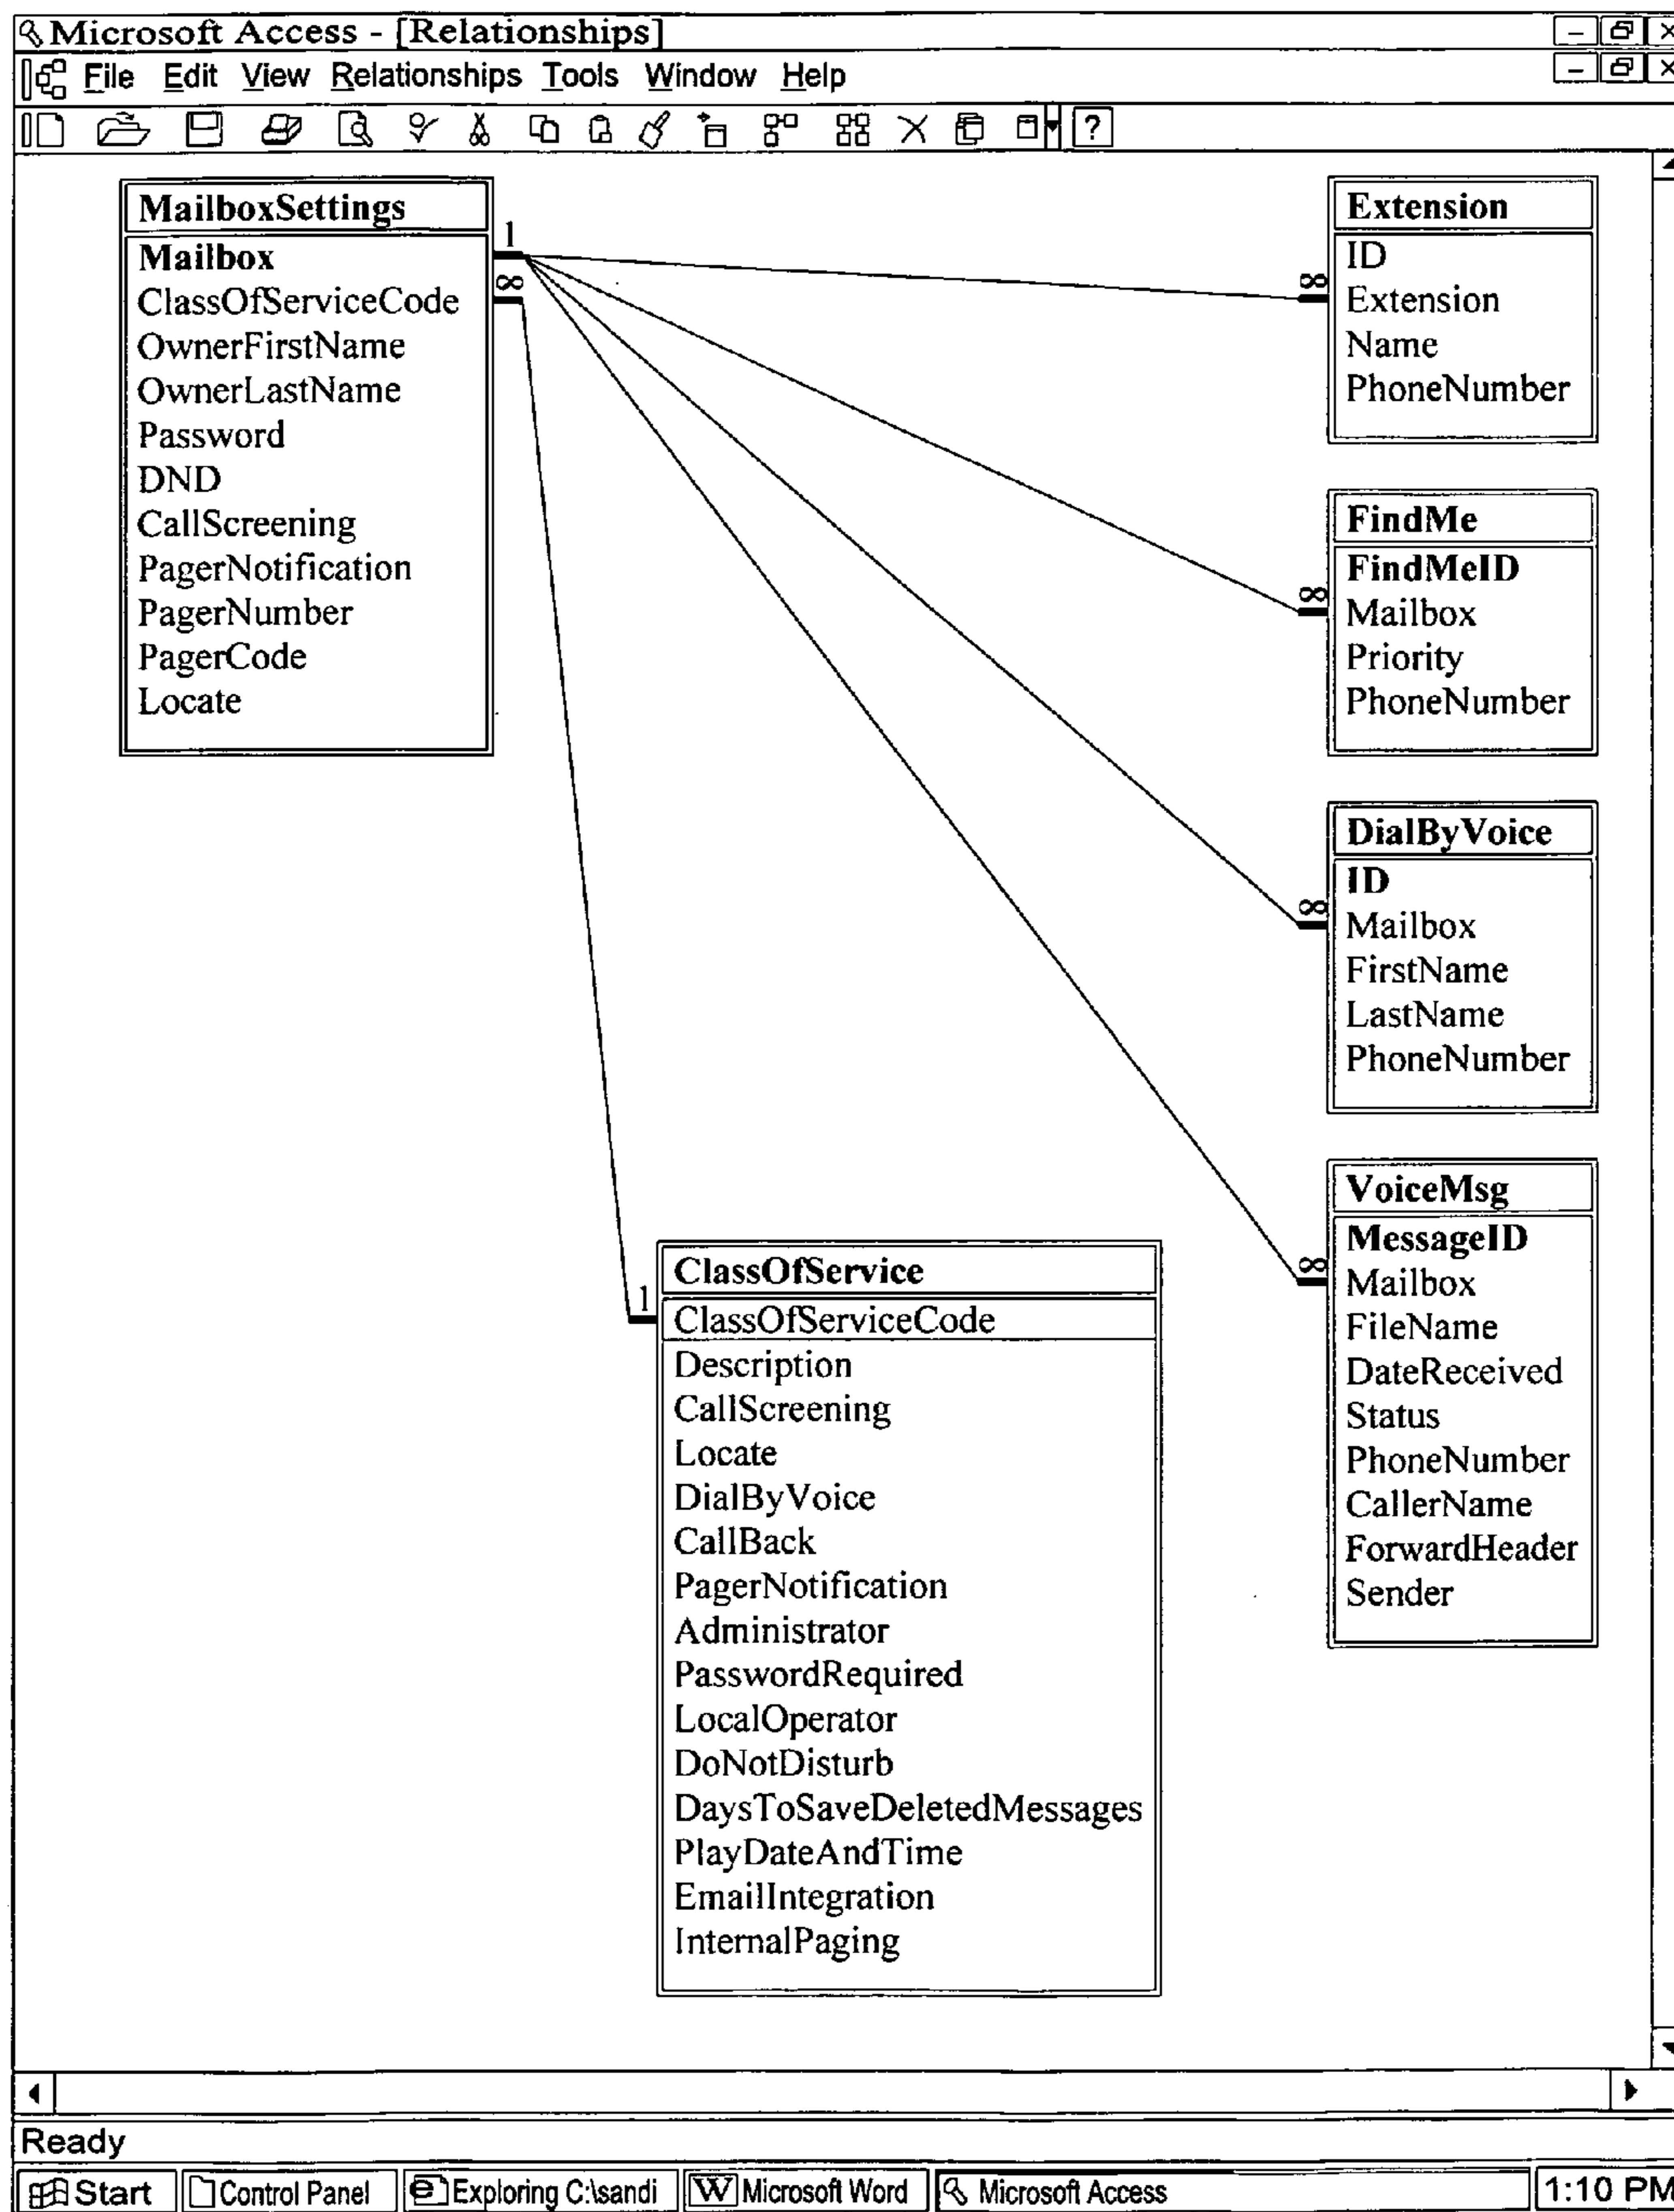 Microsoft Access - [Relationships]
File Edit View Relationships Tools Window Help
?
MailboxSettings
Mailbox
ClassOfServiceCode
OwnerFirstName
OwnerLastName
Password
DND
CallScreening
PagerNotification
PagerNumber
PagerCode
Locate
1
∞
Extension
ID
∞
Extension
Name
PhoneNumber
FindMe
FindMeID
∞
Mailbox
Priority
PhoneNumber
DialByVoice
ID
∞
Mailbox
FirstName
LastName
PhoneNumber
VoiceMsg
MessageID
∞
Mailbox
FileName
DateReceived
Status
PhoneNumber
CallerName
ForwardHeader
Sender
ClassOfService
1
ClassOfServiceCode
Description
CallScreening
Locate
DialByVoice
CallBack
PagerNotification
Administrator
PasswordRequired
LocalOperator
DoNotDisturb
DaysToSaveDeletedMessages
PlayDateAndTime
EmailIntegration
InternalPaging
Ready
Start Control Panel Exploring C:\sandi Microsoft Word Microsoft Access 1:10 PM